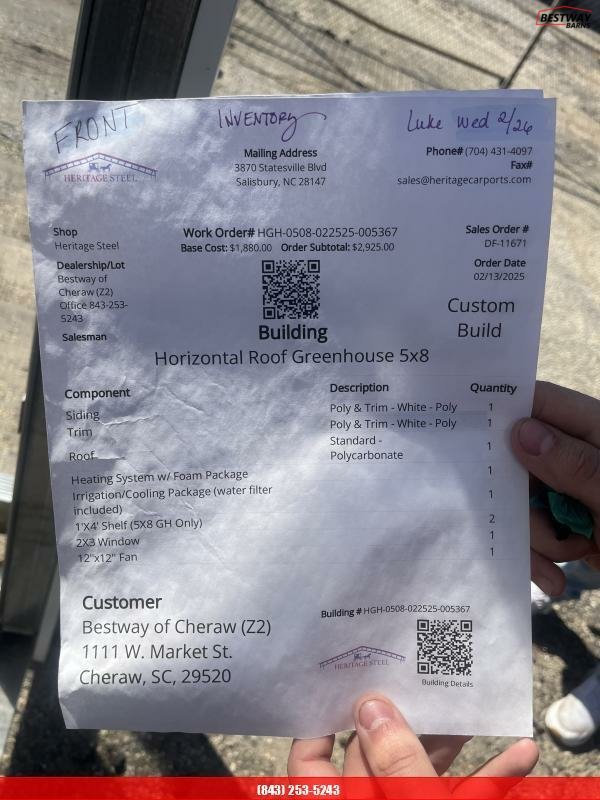 BESTWAY
BARNS
FRONT
INVENTORY
Luke Wed 2/26
HERITAGE STEEL
Mailing Address
3870 Statesville Blvd
Salisbury, NC 28147
Phone# (704) 431-4097
Fax#
sales@heritagecarports.com
Shop
Heritage Steel
Work Order# HGH-0508-022525-005367
Base Cost: $1,880.00 Order Subtotal: $2,925.00
Sales Order #
DF-11671
Dealership/Lot
Bestway of
Cheraw (Z2)
Office 843-253-
5243
Order Date
02/13/2025
Salesman
Custom
Build
Building
Horizontal Roof Greenhouse 5x8
Component Description Quantity
Siding Poly & Trim - White - Poly 1
Trim Poly & Trim - White - Poly 1
Roof Standard -
Polycarbonate 1
Heating System w/ Foam Package 1
Irrigation/Cooling Package (water filter
included) 1
1'X4' Shelf (5X8 GH Only) 2
2X3 Window 1
12"x12" Fan 1
Customer
Bestway of Cheraw (Z2)
1111 W. Market St.
Cheraw, SC, 29520
Building # HGH-0508-022525-005367
HERITAGE STEEL
Building Details
(843) 253-5243